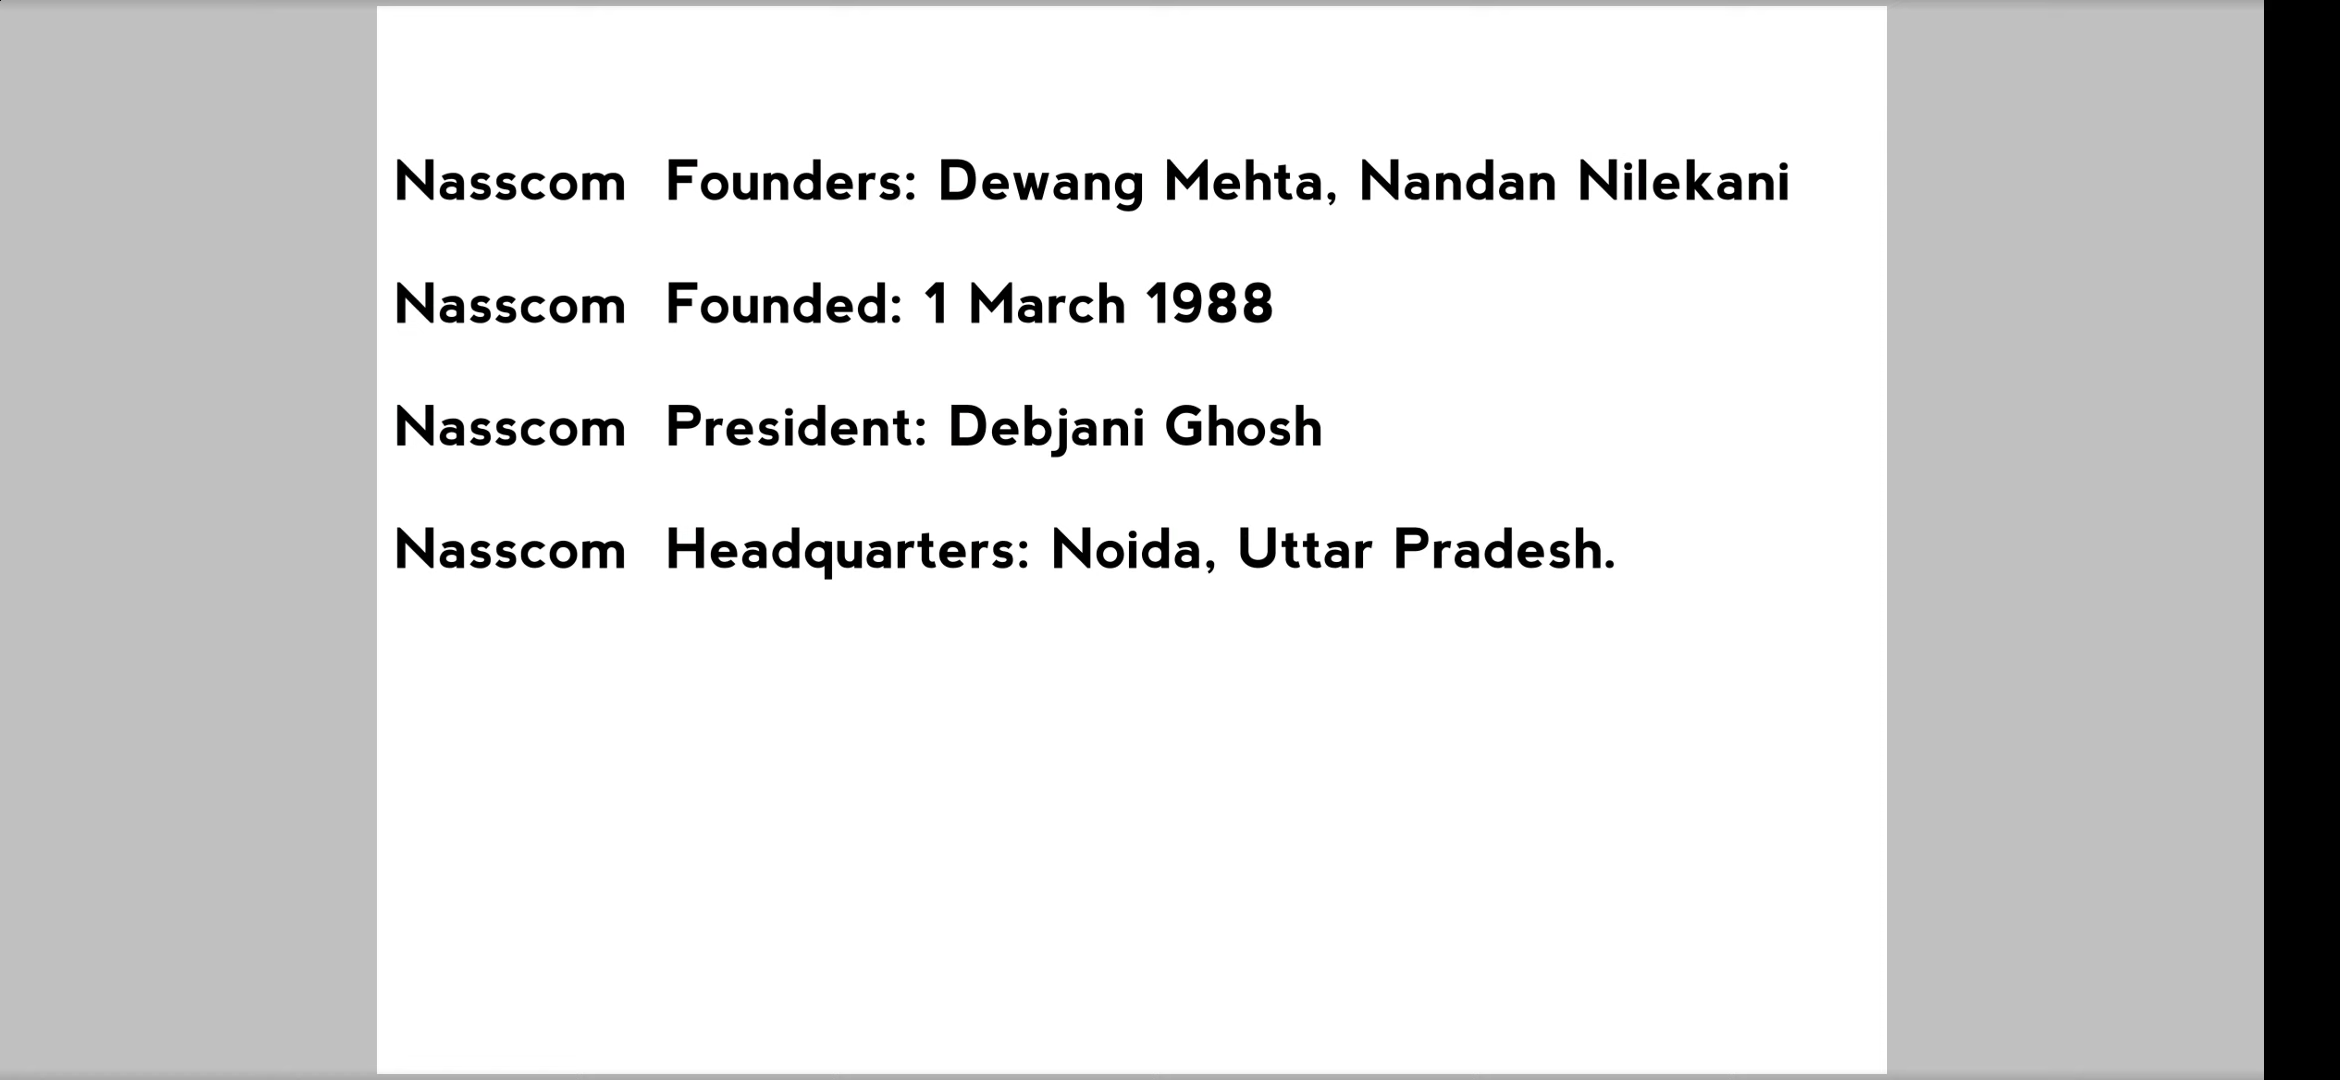 Nasscom Founders: Dewang Mehta, Nandan Nilekani
Nasscom Founded: 1 March 1988
Nasscom President: Debjani Ghosh
Nasscom Headquarters: Noida, Uttar Pradesh.